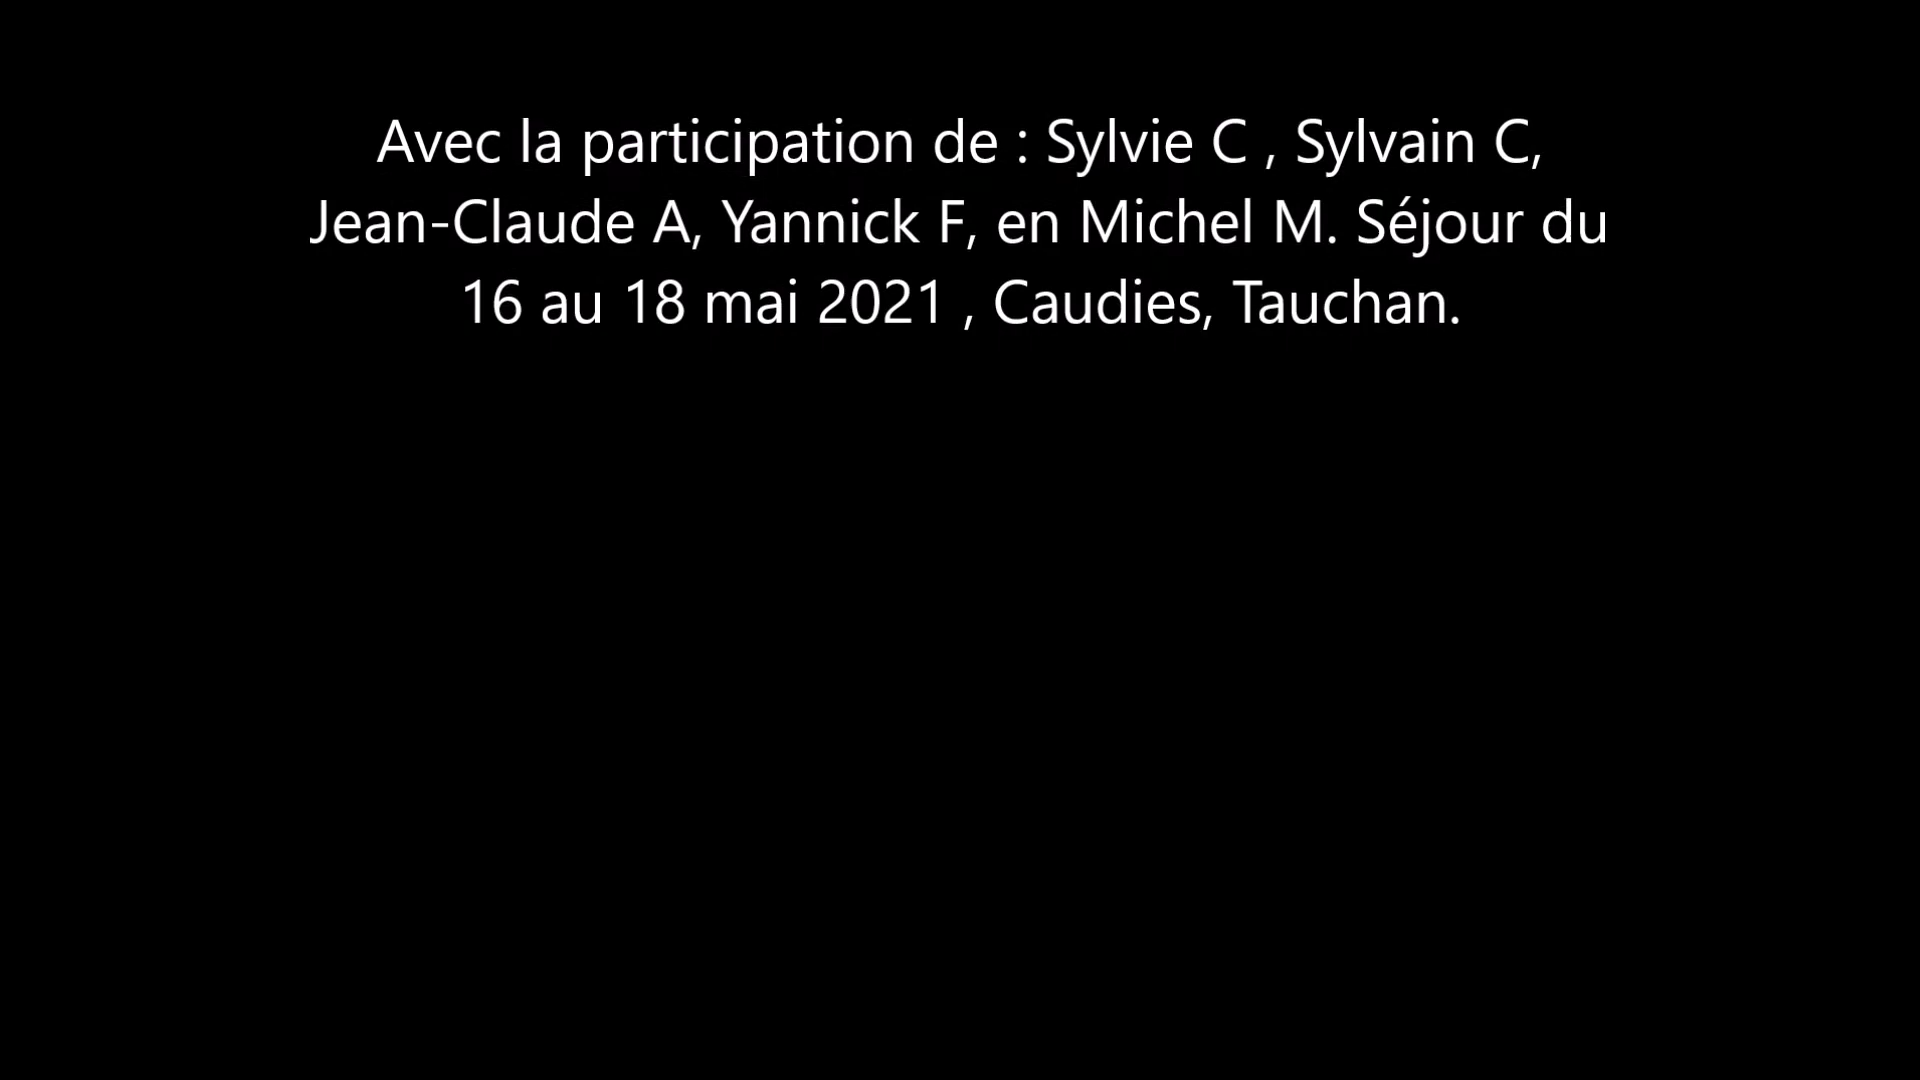 Avec la participation de : Sylvie C , Sylvain C,
Jean-Claude A, Yannick F, en Michel M. Séjour du
16 au 18 mai 2021 , Caudies, Tauchan.